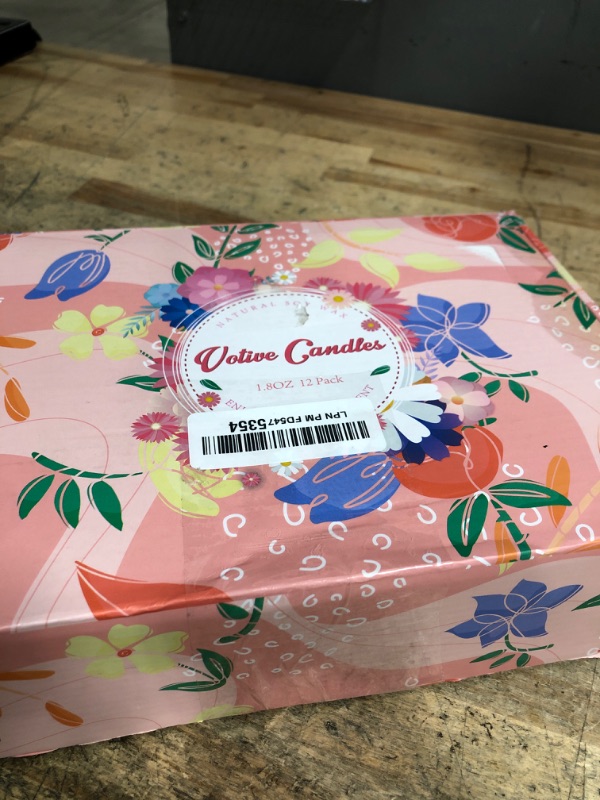 NATURAL SOY WAX
Votive Candles
1.8OZ 12 Pack
LPN PM FD5475354